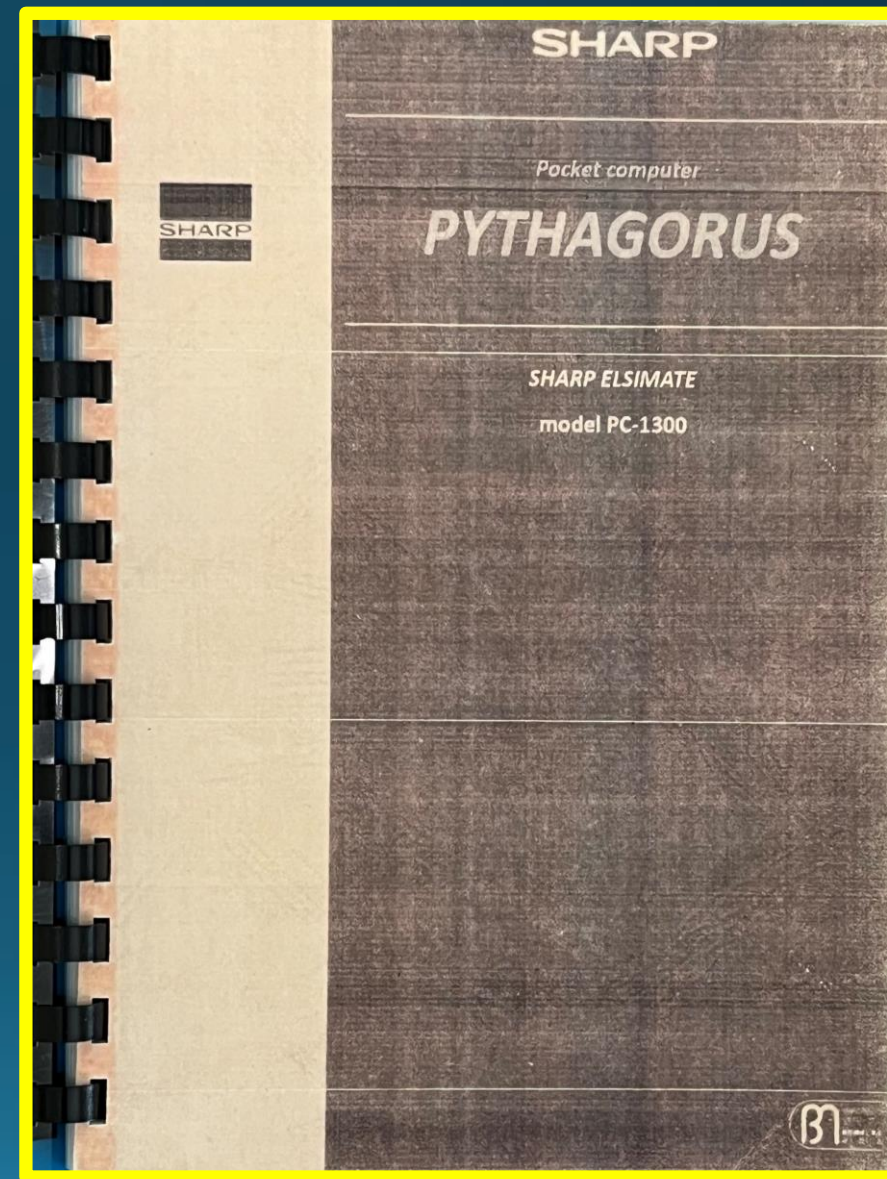 SHARP
Pocket computer
SHARP
PYTHAGORUS
SHARP ELSIMATE
model PC-1300